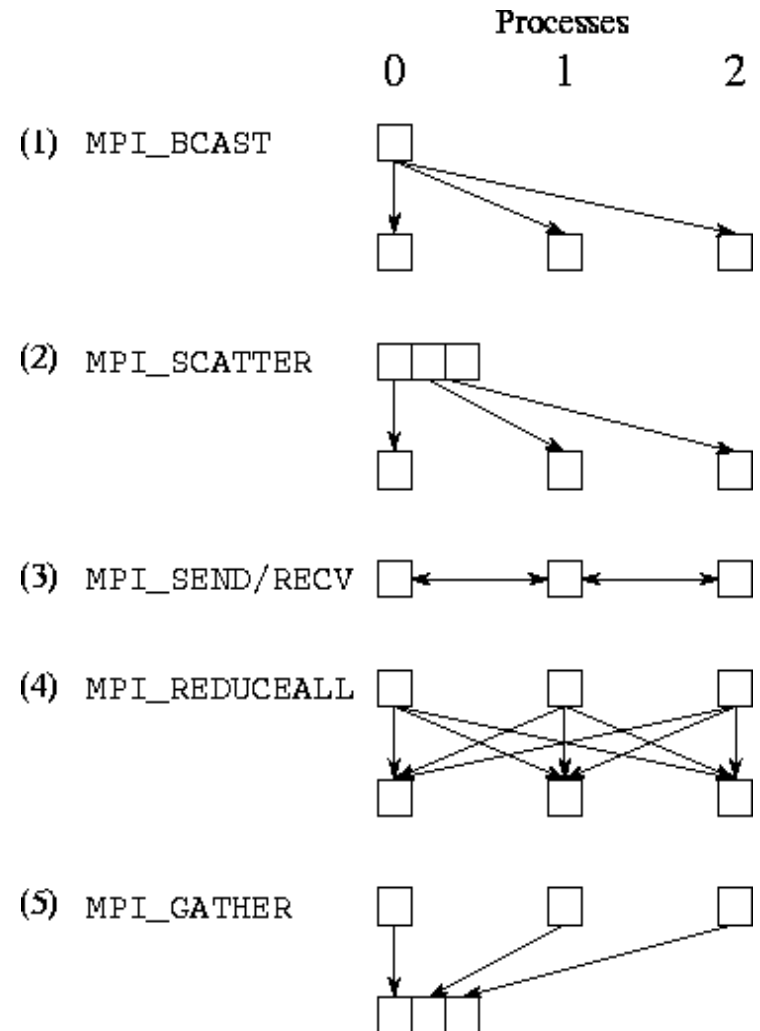 Processes
0 1 2
(1) MPI_BCAST
(2) MPI_SCATTER
(3) MPI_SEND/RECV
(4) MPI_REDUCEALL
(5) MPI_GATHER